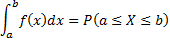 ∫_a^b f(x)dx = P(a ≤ X ≤ b)